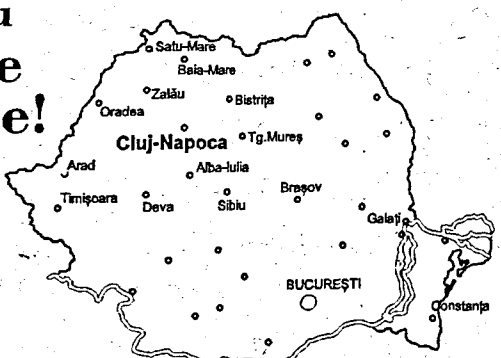 u
e
e!
Satu-Mare
Baia-Mare
Zalău
Bistrița
Oradea
Cluj-Napoca
Tg.Mureș
Arad
Alba-Iulia
Timișoara
Deva
Sibiu
Brașov
Galați
BUCUREȘTI
Constanța